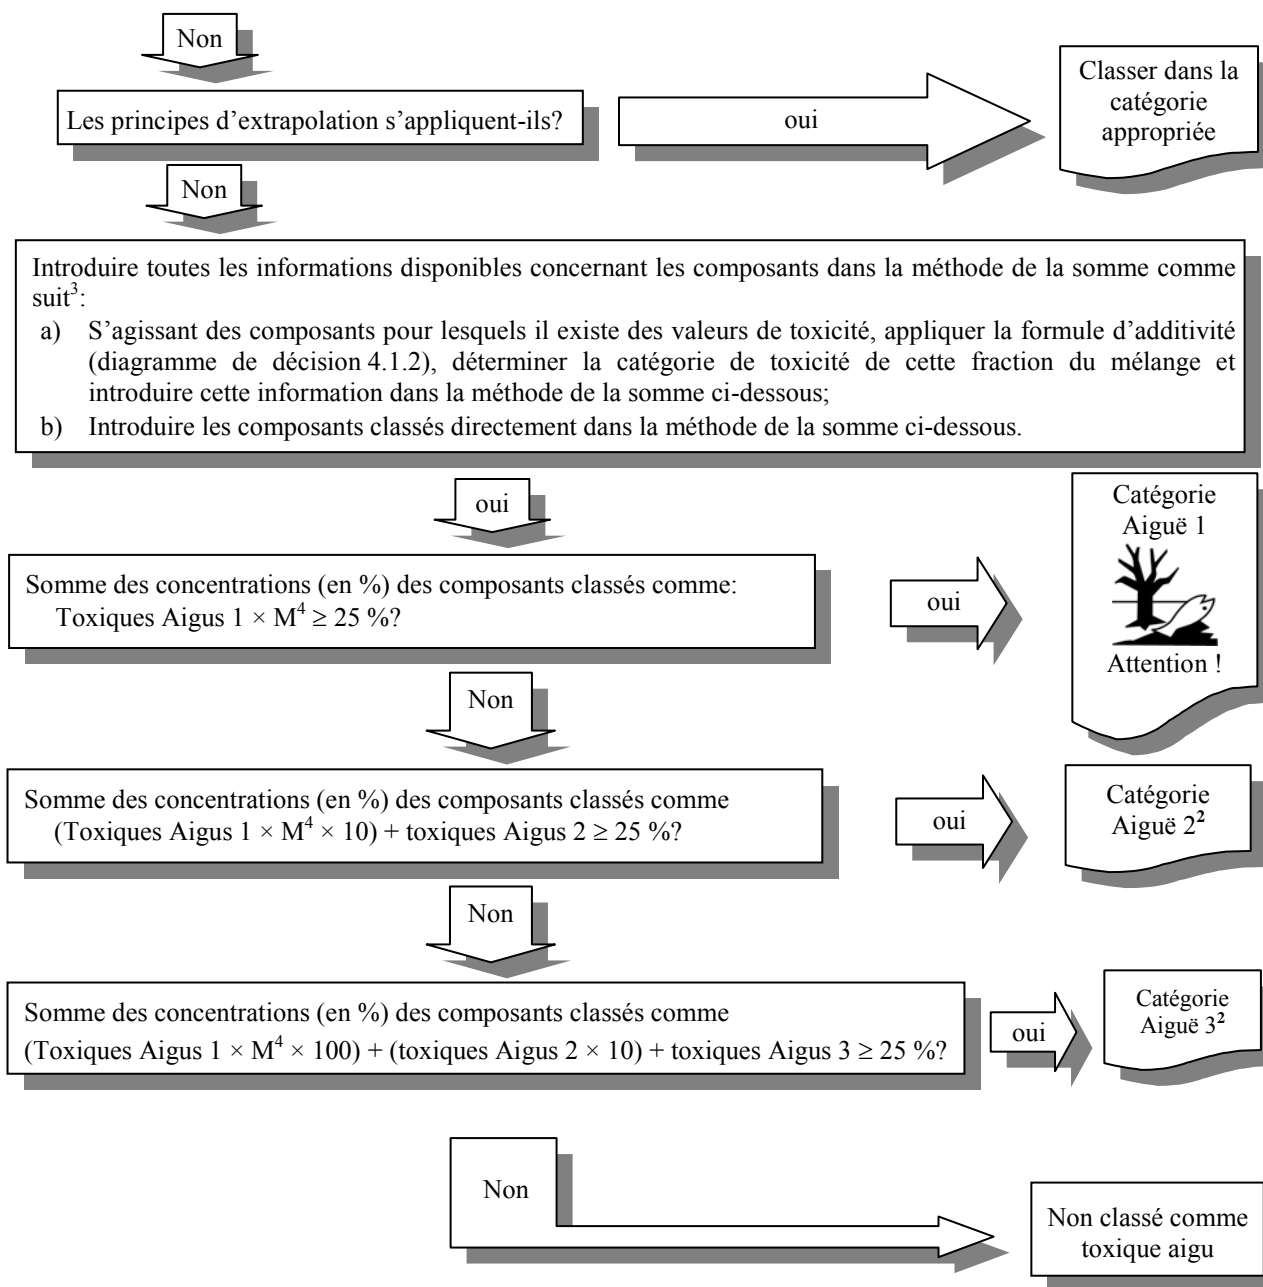 Non
Les principes d'extrapolation s'appliquent-ils?
oui
Classer dans la
catégorie
appropriée
Non
Introduire toutes les informations disponibles concernant les composants dans la méthode de la somme comme
suit³:
a) S'agissant des composants pour lesquels il existe des valeurs de toxicité, appliquer la formule d'additivité
(diagramme de décision 4.1.2), déterminer la catégorie de toxicité de cette fraction du mélange et
introduire cette information dans la méthode de la somme ci-dessous;
b) Introduire les composants classés directement dans la méthode de la somme ci-dessous.
oui
Somme des concentrations (en %) des composants classés comme:
Toxiques Aigus 1 × M⁴ ≥ 25 %?
oui
Catégorie
Aiguë 1
Attention !
Non
Somme des concentrations (en %) des composants classés comme
(Toxiques Aigus 1 × M⁴ × 10) + toxiques Aigus 2 ≥ 25 %?
oui
Catégorie
Aiguë 2²
Non
Somme des concentrations (en %) des composants classés comme
(Toxiques Aigus 1 × M⁴ × 100) + (toxiques Aigus 2 × 10) + toxiques Aigus 3 ≥ 25 %?
oui
Catégorie
Aiguë 3²
Non
Non classé comme
toxique aigu